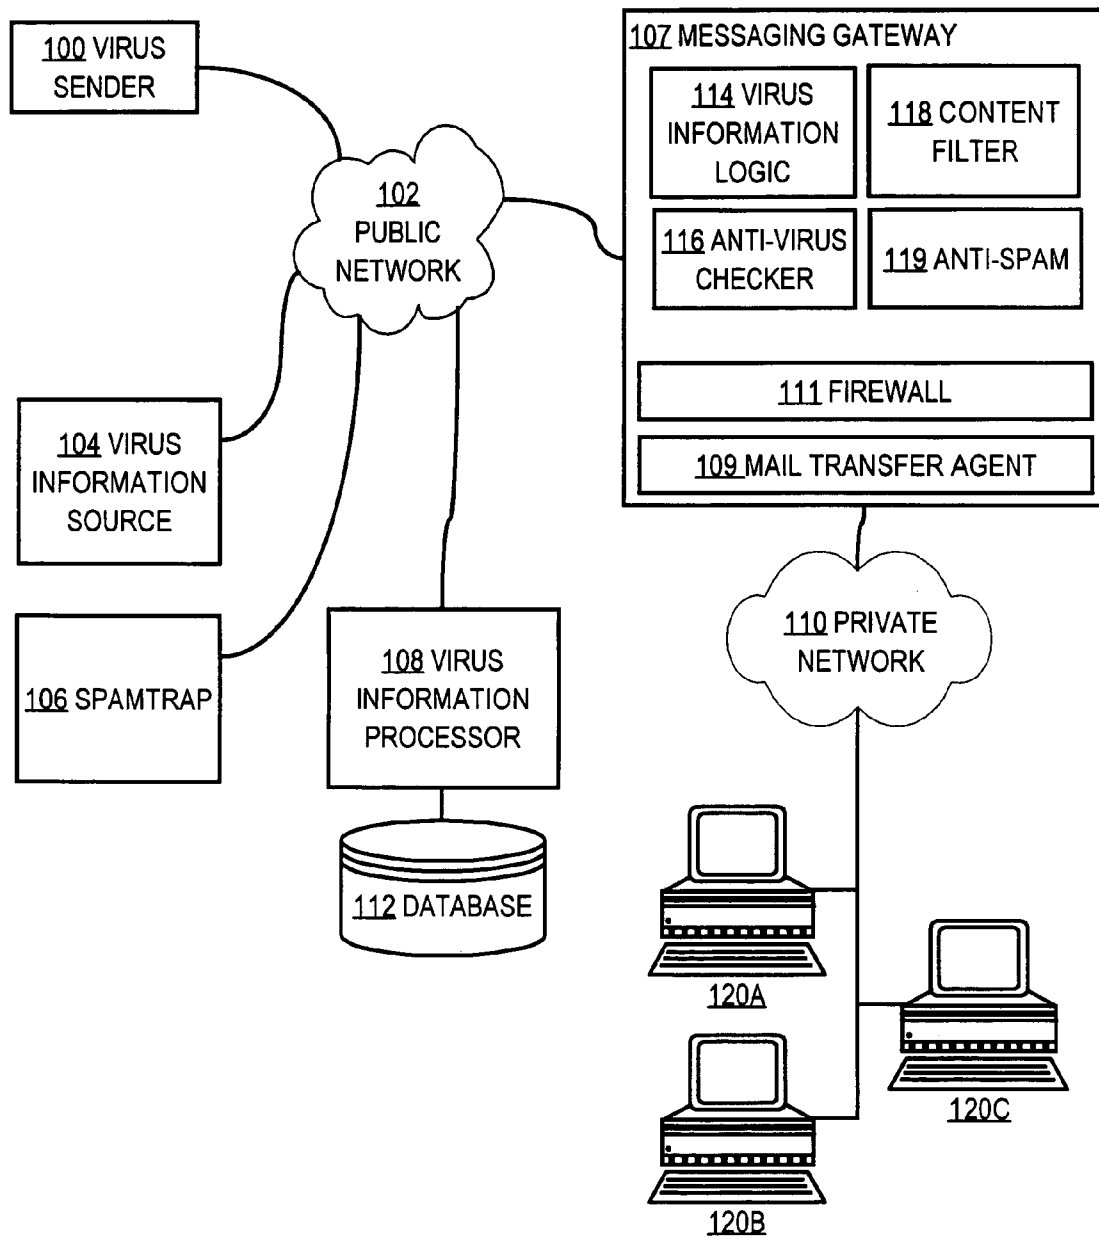 100 VIRUS
SENDER
107 MESSAGING GATEWAY
114 VIRUS
INFORMATION
LOGIC
118 CONTENT
FILTER
102
PUBLIC
NETWORK
116 ANTI-VIRUS
CHECKER
119 ANTI-SPAM
111 FIREWALL
109 MAIL TRANSFER AGENT
104 VIRUS
INFORMATION
SOURCE
110 PRIVATE
NETWORK
106 SPAMTRAP
108 VIRUS
INFORMATION
PROCESSOR
112 DATABASE
120A
120C
120B